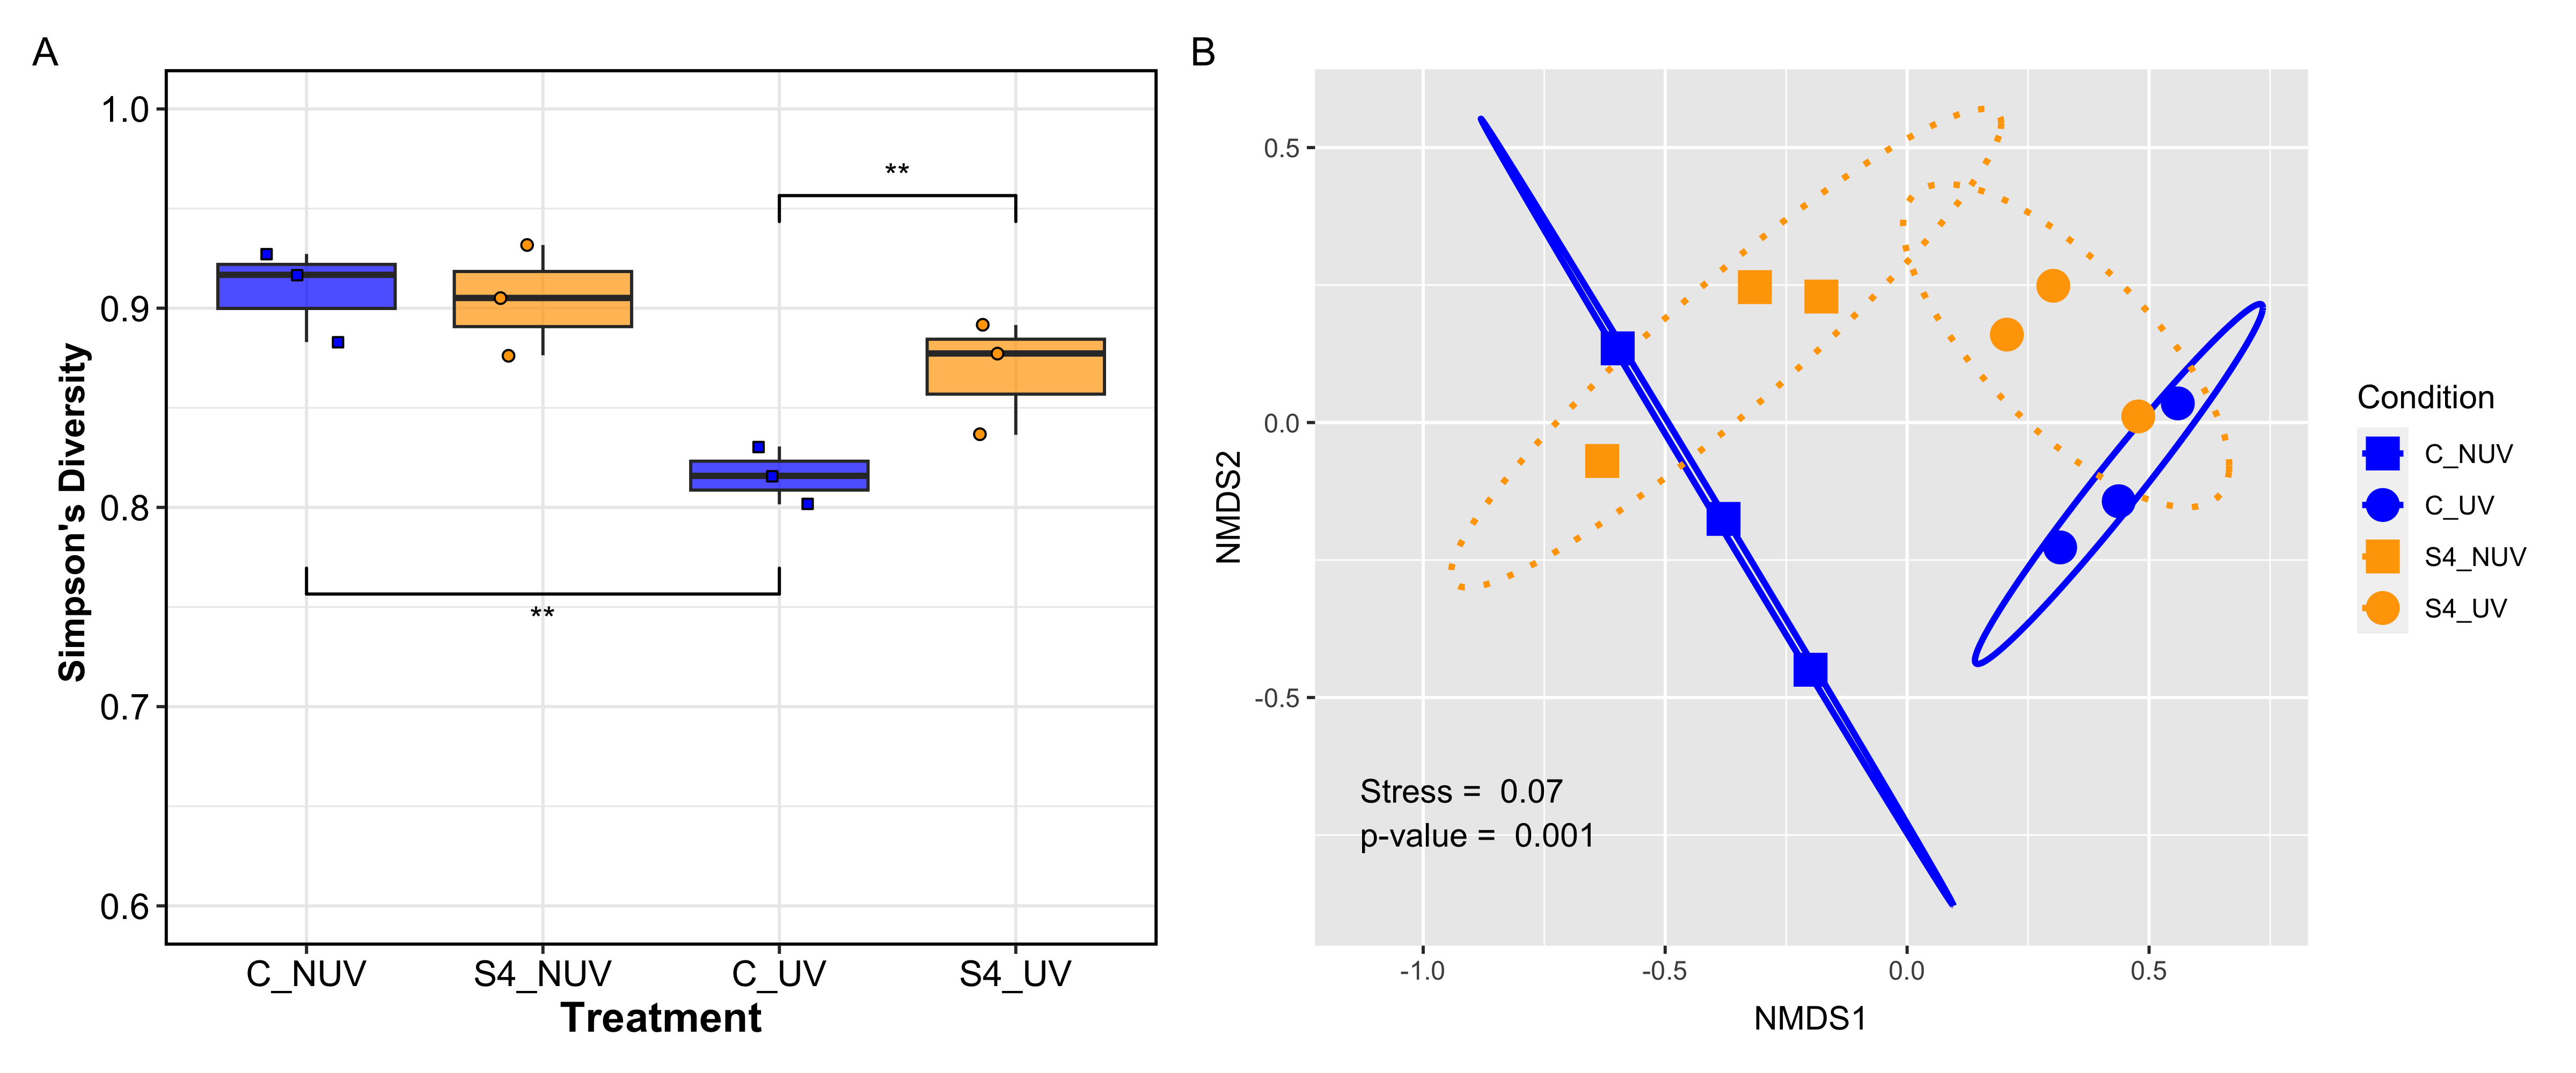 A
1.0
0.9
0.8
0.7
0.6
Simpson's Diversity
**
**
C_NUV
S4_NUV
C_UV
S4_UV
Treatment
B
0.5
0.0
-0.5
NMDS2
Stress = 0.07
p-value = 0.001
-1.0
-0.5
0.0
0.5
NMDS1
Condition
C_NUV
C_UV
S4_NUV
S4_UV